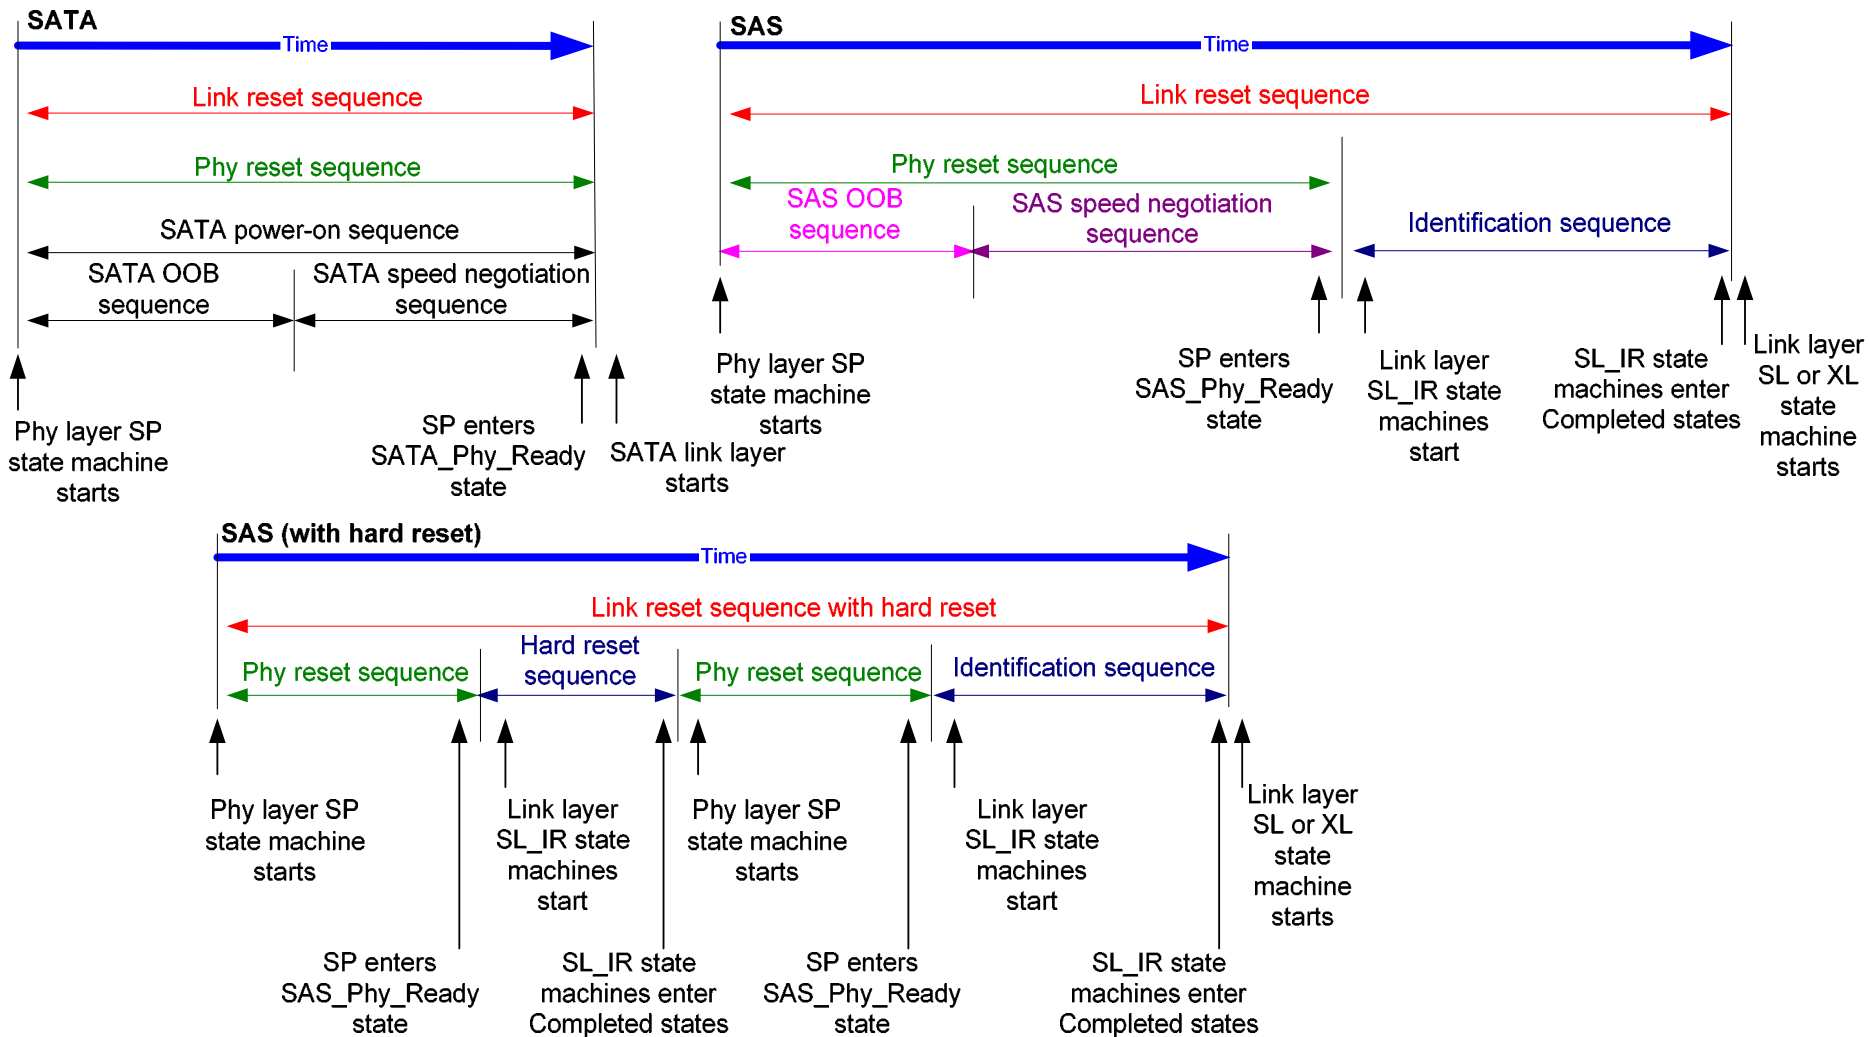 SATA
Time
Link reset sequence
Phy reset sequence
SATA power-on sequence
SATA OOB
sequence
SATA speed negotiation
sequence
Phy layer SP
state machine
starts
SP enters
SATA_Phy_Ready
state
SATA link layer
starts
SAS
Time
Link reset sequence
Phy reset sequence
SAS OOB
sequence
SAS speed negotiation
sequence
Identification sequence
Phy layer SP
state machine
starts
SP enters
SAS_Phy_Ready
state
Link layer
SL_IR state
machines
start
SL_IR state
machines enter
Completed states
Link layer
SL or XL
state
machine
starts
SAS (with hard reset)
Time
Link reset sequence with hard reset
Phy reset sequence
Hard reset
sequence
Phy reset sequence
Identification sequence
Phy layer SP
state machine
starts
Link layer
SL_IR state
machines
start
Phy layer SP
state machine
starts
Link layer
SL_IR state
machines
start
Link layer
SL or XL
state
machine
starts
SP enters
SAS_Phy_Ready
state
SL_IR state
machines enter
Completed states
SP enters
SAS_Phy_Ready
state
SL_IR state
machines enter
Completed states